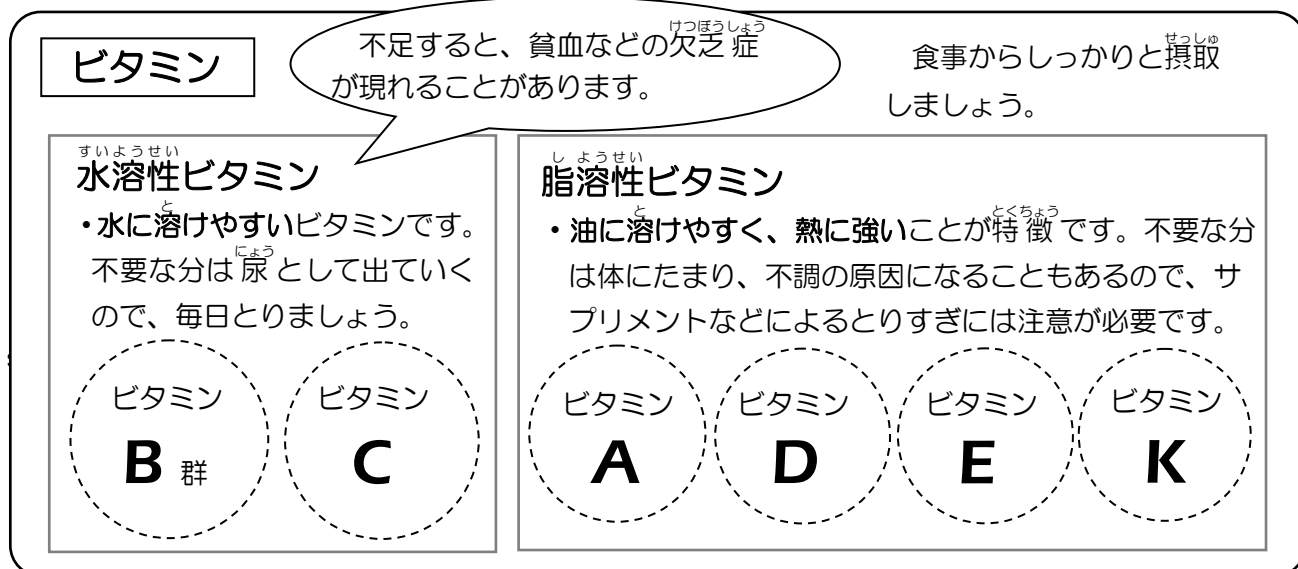 ビタミン
不足すると、貧血などの欠乏症
が現れることがあります。
食事からしっかりと摂取
しましょう。
水溶性ビタミン
・水に溶けやすいビタミンです。
不要な分は尿として出ていく
ので、毎日とりましょう。
ビタミン
B 群
ビタミン
C
脂溶性ビタミン
・油に溶けやすく、熱に強いことが特徴です。不要な分
は体にたまり、不調の原因になることもあるので、サ
プリメントなどによるとりすぎには注意が必要です。
ビタミン
A
ビタミン
D
ビタミン
E
ビタミン
K